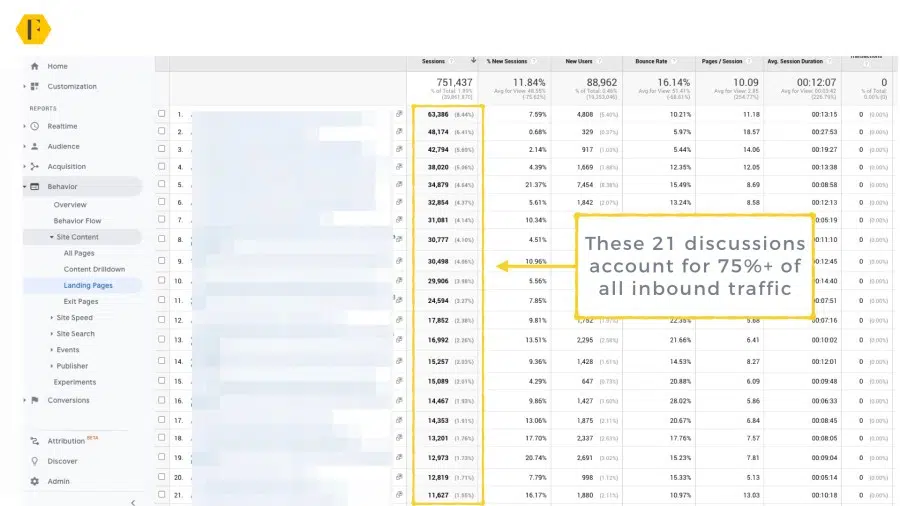 F
Home
Customization
REPORTS
Realtime
Audience
Acquisition
Behavior
Overview
Behavior Flow
Site Content
All Pages
Content Drilldown
Landing Pages
Exit Pages
Site Speed
Site Search
Events
Publisher
Experiments
Conversions
Attribution BETA
Discover
Admin
Sessions % New Sessions New Users Bounce Rate Pages / Session Avg. Session Duration Transactions
751,437 11.84% 88,962 16.14% 10.09 00:12:07 0
% of Total: Avg for View: % of Total: Avg for View: Avg for View: Avg for View: % of Total:
1. 63,386 (8.44%) 7.59% 4,808 (5.40%) 10.21% 11.18 00:13:15 0 (0.00%)
2. 48,174 (6.41%) 0.68% 329 (0.37%) 5.97% 18.57 00:27:53 0 (0.00%)
3. 42,794 2.14% 917 (1.03%) 5.44% 14.06 00:19:27 0 (0.00%)
4. 38,020 (5.06%) 4.39% 1,669 (1.88%) 12.35% 12.05 00:13:38 0 (0.00%)
5. 34,879 (4.64%) 21.37% 7,454 (8.38%) 15.49% 8.69 00:08:58 0 (0.00%)
6. 32,854 (4.37%) 5.61% 1,842 (2.07%) 13.24% 8.58 00:12:13 0 (0.00%)
7. 31,081 (4.14%) 10.34% 00:05:19 0 (0.00%)
8. 30,777 (4.10%) 4.51% 00:11:10 0 (0.00%)
9. 30,498 (4.06%) 10.96% 00:12:45 0 (0.00%)
10. 29,906 (3.98%) 5.56% 00:14:40 0 (0.00%)
11. 24,594 (3.27%) 7.85% 00:07:51 0 (0.00%)
These 21 discussions
account for 75%+ of
all inbound traffic
12. 17,852 (2.38%) 9.81% 1,752 22.35% 5.68 00:07:16 0 (0.00%)
13. 16,992 (2.26%) 13.51% 2,295 (2.58%) 21.66% 6.41 00:10:02 0 (0.00%)
14. 15,257 (2.03%) 9.36% 1,428 (1.61%) 14.53% 8.27 00:12:01 0 (0.00%)
15. 15,089 (2.01%) 4.29% 647 (0.73%) 20.88% 6.09 00:09:48 0 (0.00%)
16. 14,467 (1.93%) 9.86% 1,427 (1.60%) 28.02% 5.86 00:06:33 0 (0.00%)
17. 14,353 (1.91%) 13.06% 1,875 (2.11%) 20.67% 6.84 00:08:45 0 (0.00%)
18. 13,201 (1.76%) 17.70% 2,337 (2.63%) 17.76% 7.57 00:08:05 0 (0.00%)
19. 12,973 (1.73%) 20.74% 2,691 (3.02%) 15.23% 7.81 00:09:04 0 (0.00%)
20. 12,819 (1.71%) 7.79% 998 (1.12%) 15.33% 5.13 00:05:14 0 (0.00%)
21. 11,627 (1.55%) 16.17% 1,880 (2.11%) 10.97% 13.03 00:10:18 0 (0.00%)